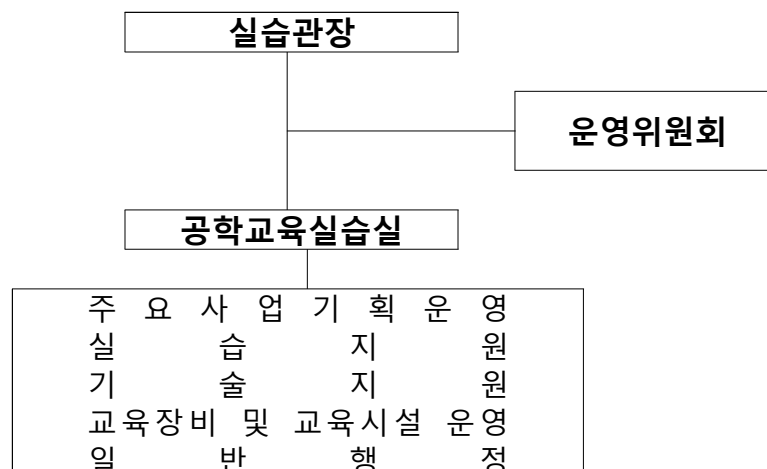 실습관장
운영위원회
공학교육실습실
주요사업기획운영
실습지원
기술지원
교육장비 및 교육시설 운영
일반행정